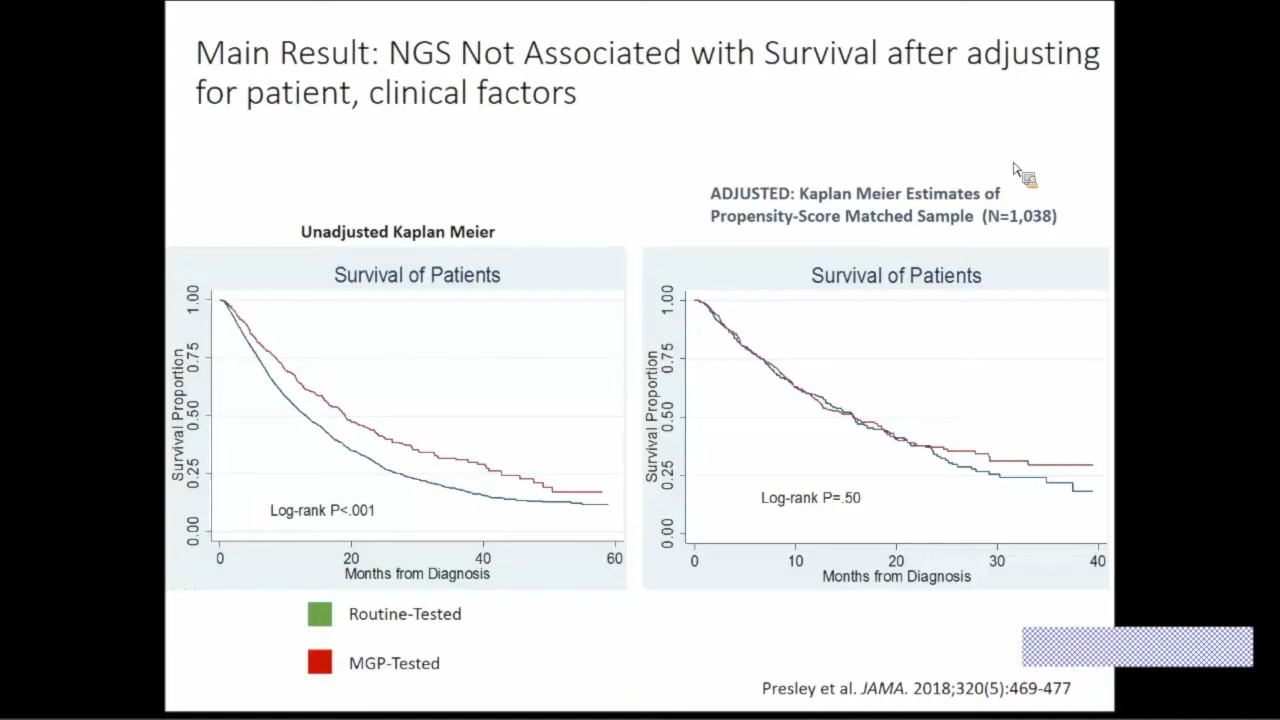 Main Result: NGS Not Associated with Survival after adjusting
for patient, clinical factors
Unadjusted Kaplan Meier
Survival of Patients
Survival Proportion
1.00
0.75
0.50
0.25
0.00
Log-rank P<.001
0 20 40 60
Months from Diagnosis
ADJUSTED: Kaplan Meier Estimates of
Propensity-Score Matched Sample (N=1,038)
Survival of Patients
Survival Proportion
1.00
0.75
0.50
0.25
0.00
Log-rank P=.50
0 10 20 30 40
Months from Diagnosis
Routine-Tested
MGP-Tested
Presley et al. JAMA. 2018;320(5):469-477